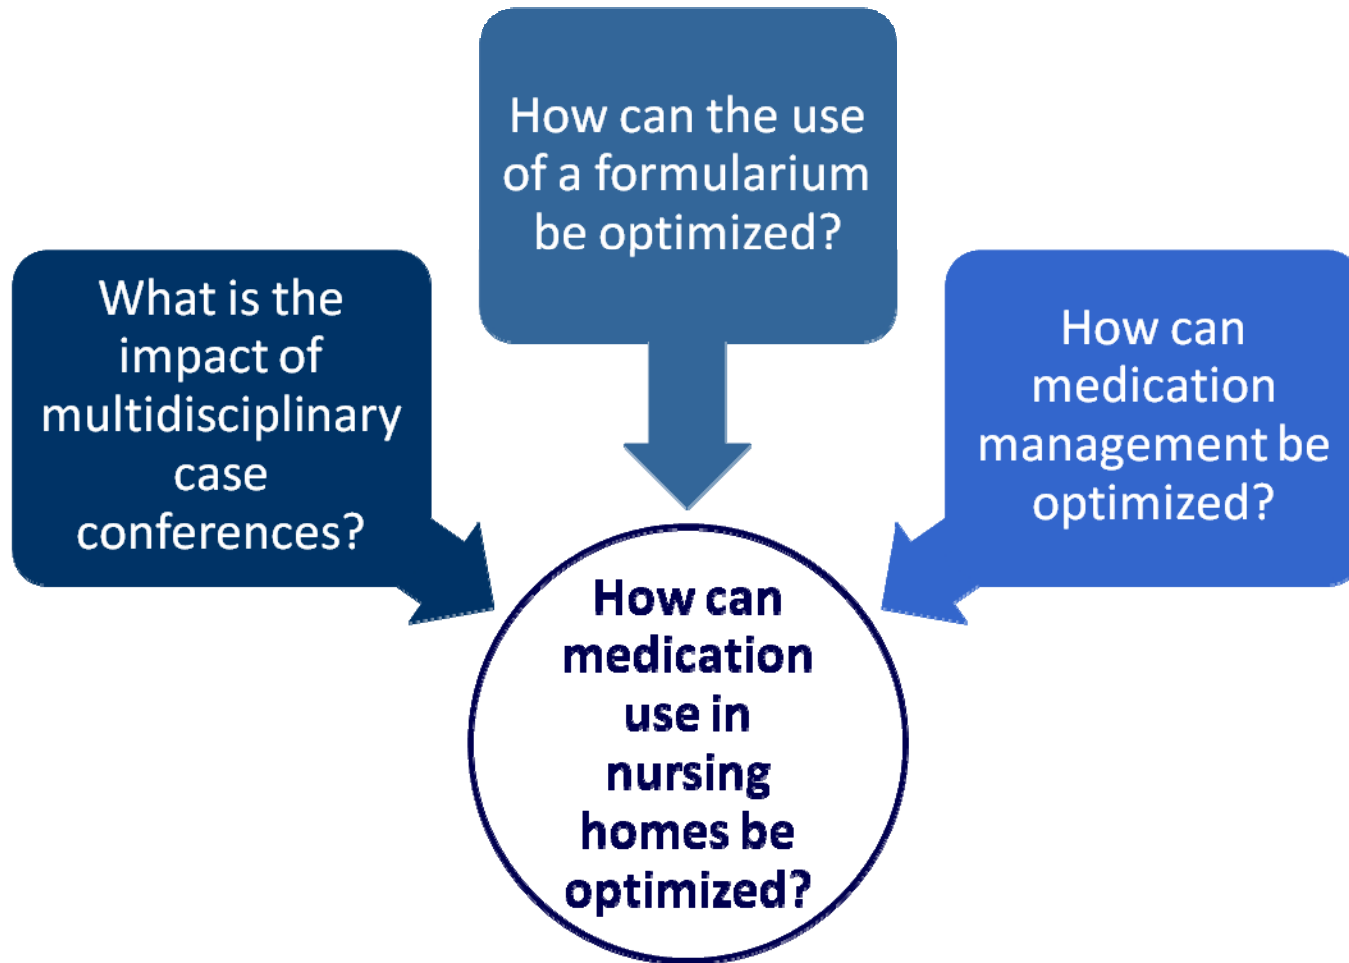 How can the use
of a formularium
be optimized?
What is the
impact of
multidisciplinary
case
conferences?
How can
medication
management be
optimized?
How can
medication
use in
nursing
homes be
optimized?